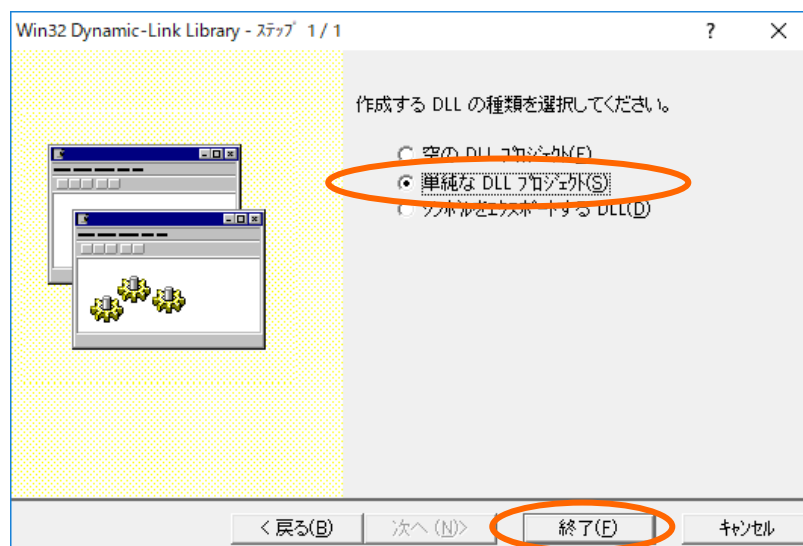 Win32 Dynamic-Link Library - ｽﾃｯﾌﾟ 1 / 1
? ×
作成する DLL の種類を選択してください。
空の DLL ﾌﾟﾛｼﾞｪｸﾄ(E)
単純な DLL ﾌﾟﾛｼﾞｪｸﾄ(S)
ｼﾝﾎﾞﾙをｴｸｽﾎﾟｰﾄする DLL(D)
< 戻る(B) 次へ (N)> 終了(F) ｷｬﾝｾﾙ